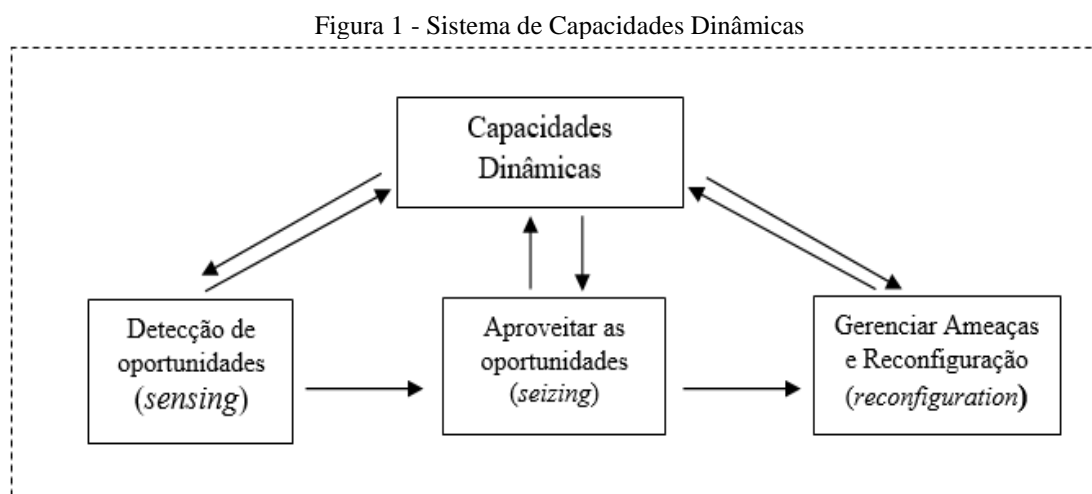 Figura 1 - Sistema de Capacidades Dinâmicas
Capacidades
Dinâmicas
Detecção de
oportunidades
(sensing)
Aproveitar as
oportunidades
(seizing)
Gerenciar Ameaças
e Reconfiguração
(reconfiguration)